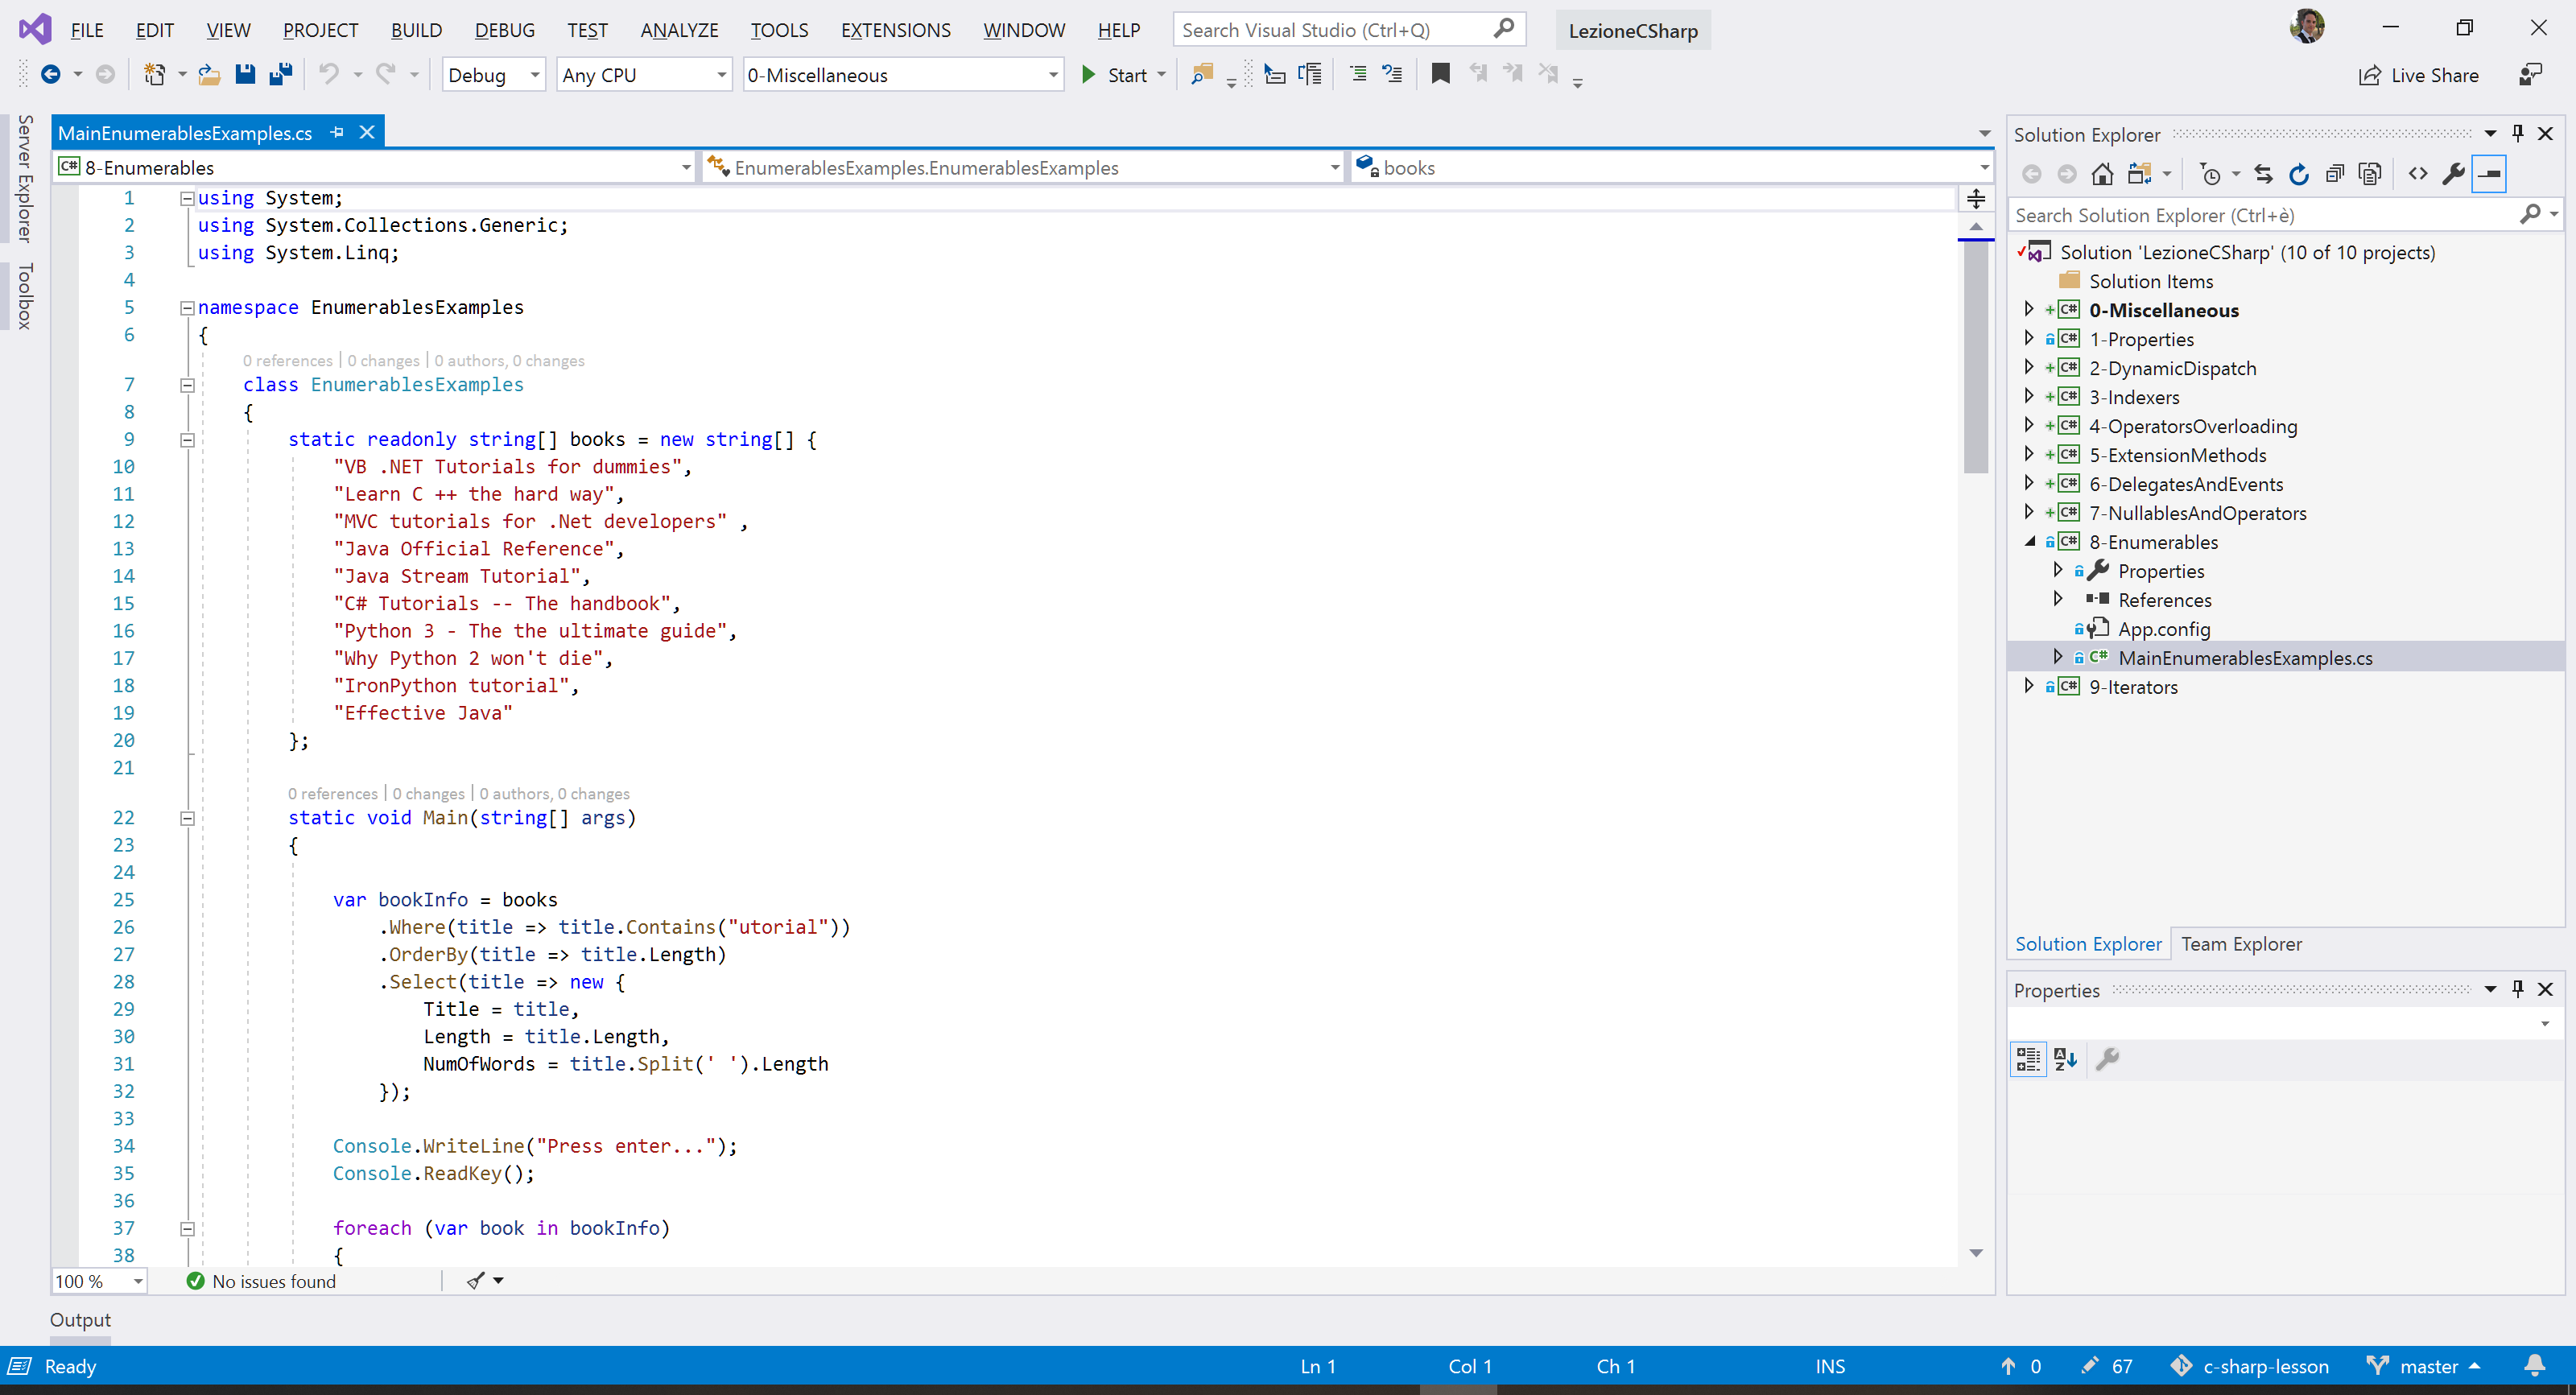 FILE EDIT VIEW PROJECT BUILD DEBUG TEST ANALYZE TOOLS EXTENSIONS WINDOW HELP Search Visual Studio (Ctrl+Q) LezioneCSharp
Debug Any CPU 0-Miscellaneous Start Live Share
Server Explorer
Toolbox
MainEnumerablesExamples.cs
C# 8-Enumerables EnumerablesExamples.EnumerablesExamples books
1 using System;
2 using System.Collections.Generic;
3 using System.Linq;
4
5 namespace EnumerablesExamples
6 {
0 references | 0 changes | 0 authors, 0 changes
7 class EnumerablesExamples
8 {
9 static readonly string[] books = new string[] {
10 "VB .NET Tutorials for dummies",
11 "Learn C ++ the hard way",
12 "MVC tutorials for .Net developers" ,
13 "Java Official Reference",
14 "Java Stream Tutorial",
15 "C# Tutorials -- The handbook",
16 "Python 3 - The the ultimate guide",
17 "Why Python 2 won't die",
18 "IronPython tutorial",
19 "Effective Java"
20 };
21
0 references | 0 changes | 0 authors, 0 changes
22 static void Main(string[] args)
23 {
24
25 var bookInfo = books
26 .Where(title => title.Contains("utorial"))
27 .OrderBy(title => title.Length)
28 .Select(title => new {
29 Title = title,
30 Length = title.Length,
31 NumOfWords = title.Split(' ').Length
32 });
33
34 Console.WriteLine("Press enter...");
35 Console.ReadKey();
36
37 foreach (var book in bookInfo)
38 {
100 % No issues found
Output
Solution Explorer
Search Solution Explorer (Ctrl+è)
Solution 'LezioneCSharp' (10 of 10 projects)
Solution Items
C# 0-Miscellaneous
C# 1-Properties
C# 2-DynamicDispatch
C# 3-Indexers
C# 4-OperatorsOverloading
C# 5-ExtensionMethods
C# 6-DelegatesAndEvents
C# 7-NullablesAndOperators
C# 8-Enumerables
Properties
References
App.config
C# MainEnumerablesExamples.cs
C# 9-Iterators
Solution Explorer Team Explorer
Properties
Ready Ln 1 Col 1 Ch 1 INS 0 67 c-sharp-lesson master